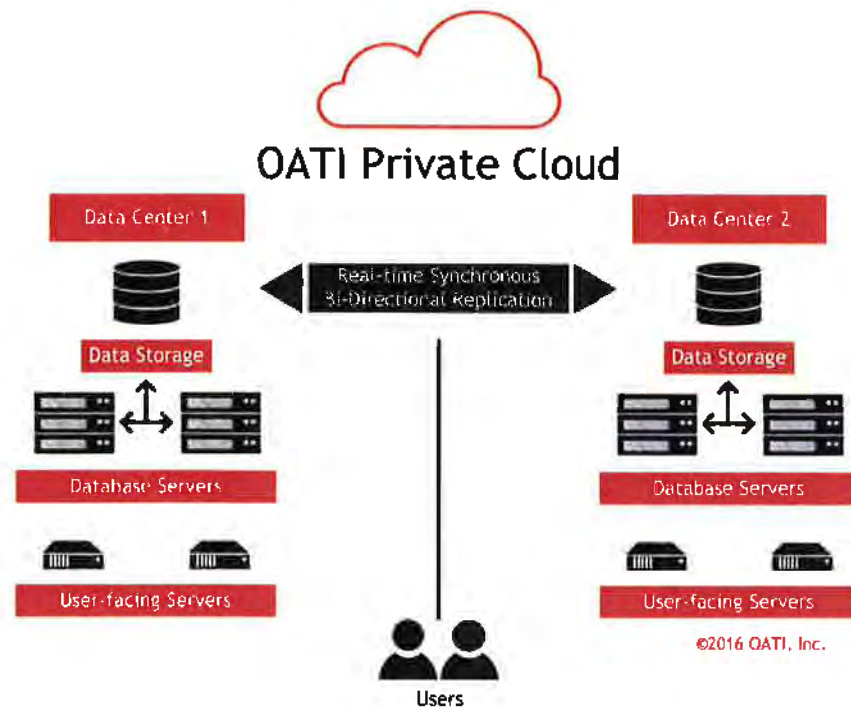 OATI Private Cloud
Data Center 1
Data Center 2
Real-time Synchronous
Bi-Directional Replication
Data Storage
Data Storage
Database Servers
Database Servers
User-facing Servers
User-facing Servers
©2016 OATI, Inc.
Users